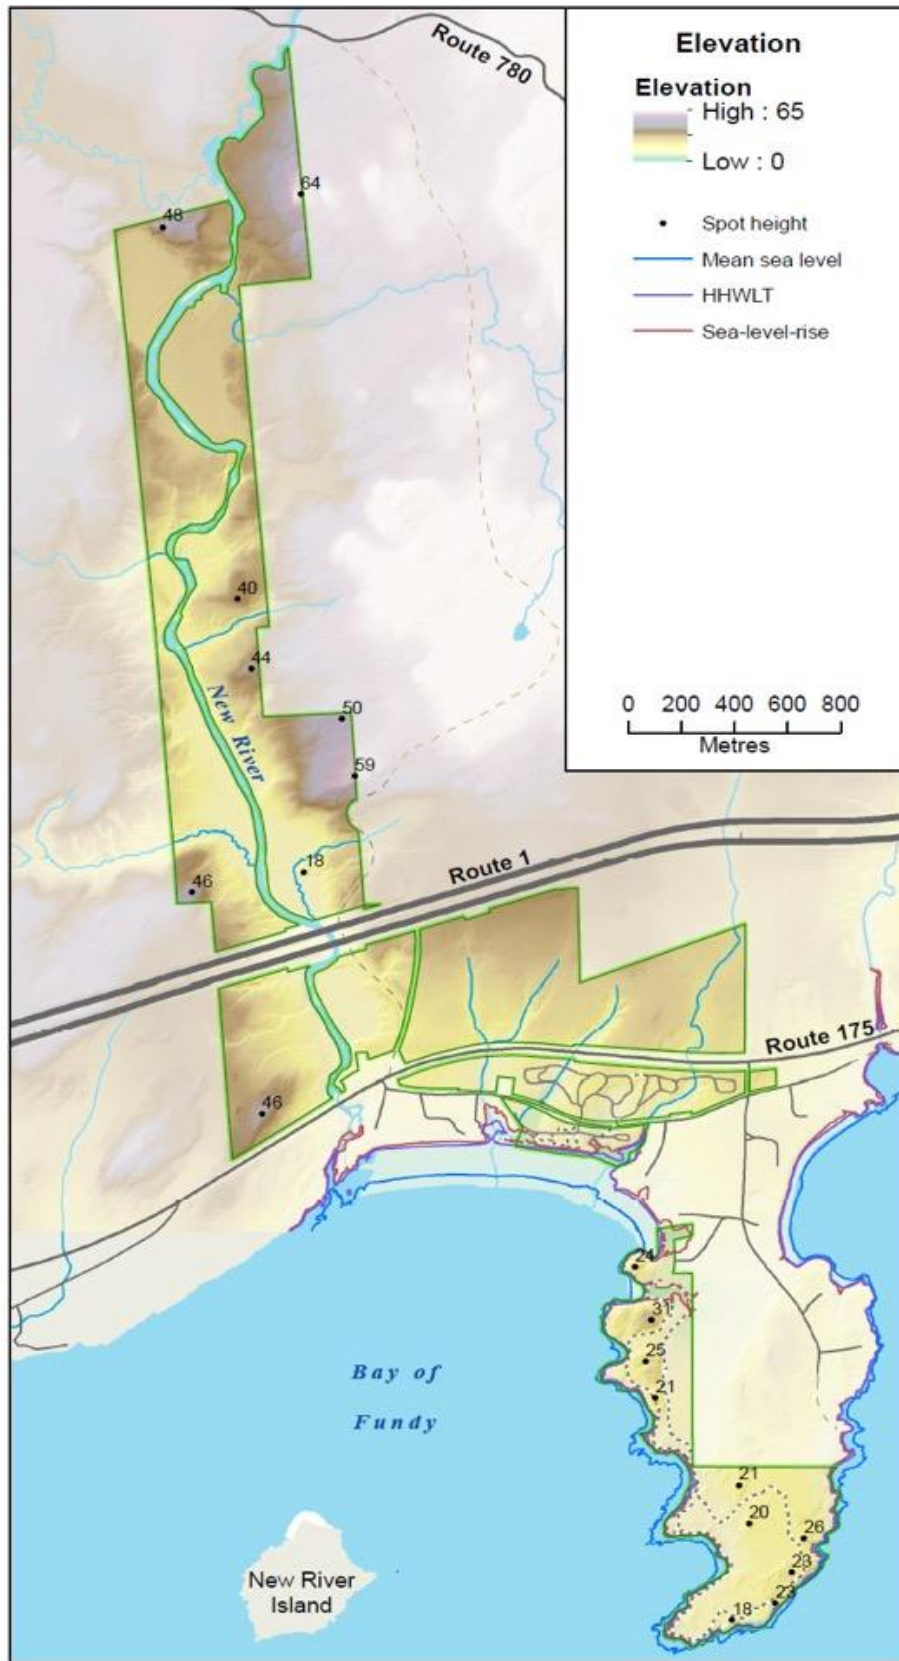 Route 780
Elevation
Elevation
High : 65
Low : 0
Spot height
Mean sea level
HHWLT
Sea-level-rise
0 200 400 600 800
Metres
64
48
40
44
50
59
New River
18
46
Route 1
Route 175
46
24
31
25
21
Bay of
Fundy
21
20
26
23
23
18
New River
Island